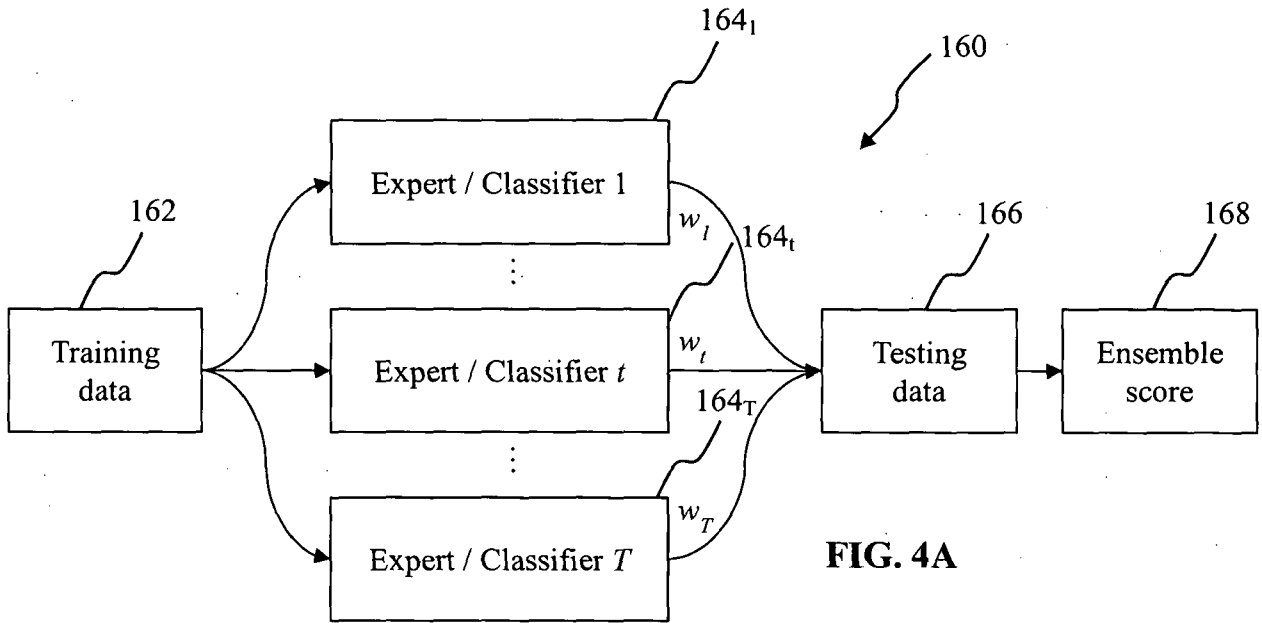 164₁
160
Expert / Classifier 1
162
w₁
164ₜ
166
168
⋮
Training
data
Expert / Classifier t
wₜ
Testing
data
Ensemble
score
164_T
⋮
Expert / Classifier T
w_T
FIG. 4A